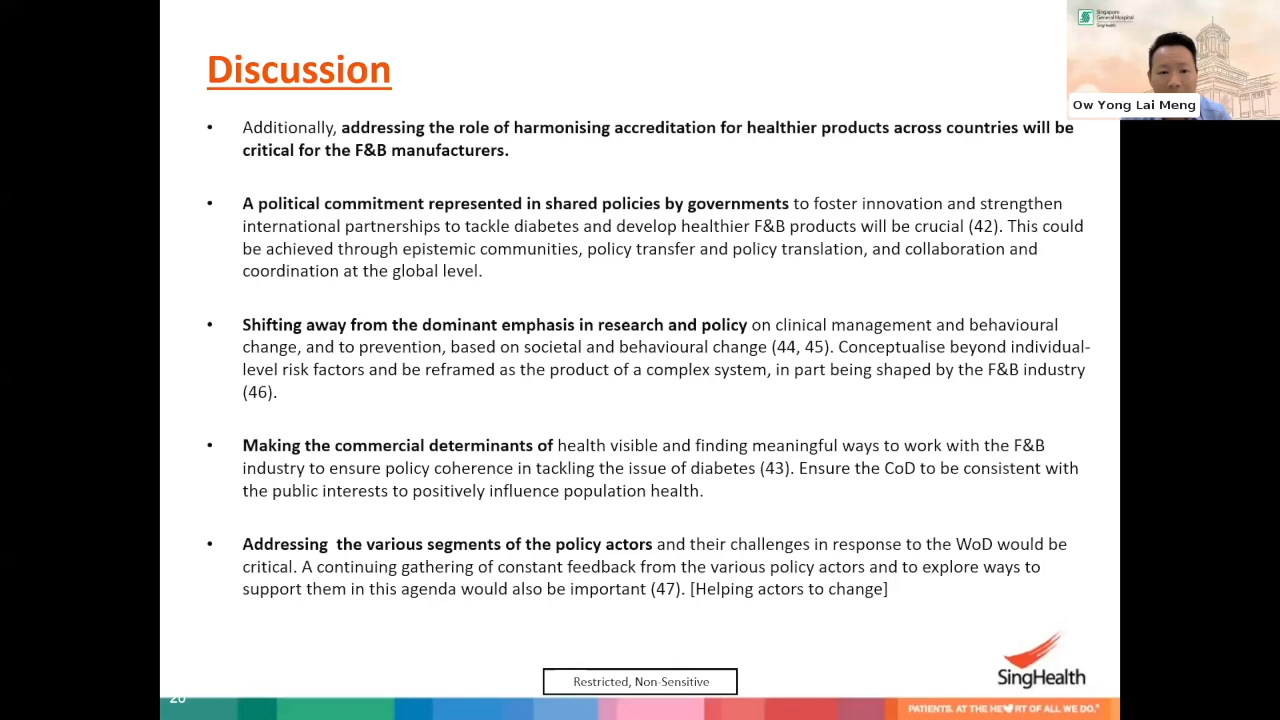 Discussion
• Additionally, addressing the role of harmonising accreditation for healthier products across countries will be
critical for the F&B manufacturers.
• A political commitment represented in shared policies by governments to foster innovation and strengthen
international partnerships to tackle diabetes and develop healthier F&B products will be crucial (42). This could
be achieved through epistemic communities, policy transfer and policy translation, and collaboration and
coordination at the global level.
• Shifting away from the dominant emphasis in research and policy on clinical management and behavioural
change, and to prevention, based on societal and behavioural change (44, 45). Conceptualise beyond individual-
level risk factors and be reframed as the product of a complex system, in part being shaped by the F&B industry
(46).
• Making the commercial determinants of health visible and finding meaningful ways to work with the F&B
industry to ensure policy coherence in tackling the issue of diabetes (43). Ensure the CoD to be consistent with
the public interests to positively influence population health.
• Addressing the various segments of the policy actors and their challenges in response to the WoD would be
critical. A continuing gathering of constant feedback from the various policy actors and to explore ways to
support them in this agenda would also be important (47). [Helping actors to change]
Singapore
General Hospital
SingHealth
Ow Yong Lai Meng
SingHealth
Restricted, Non-Sensitive
20
PATIENTS. AT THE HE♥RT OF ALL WE DO.